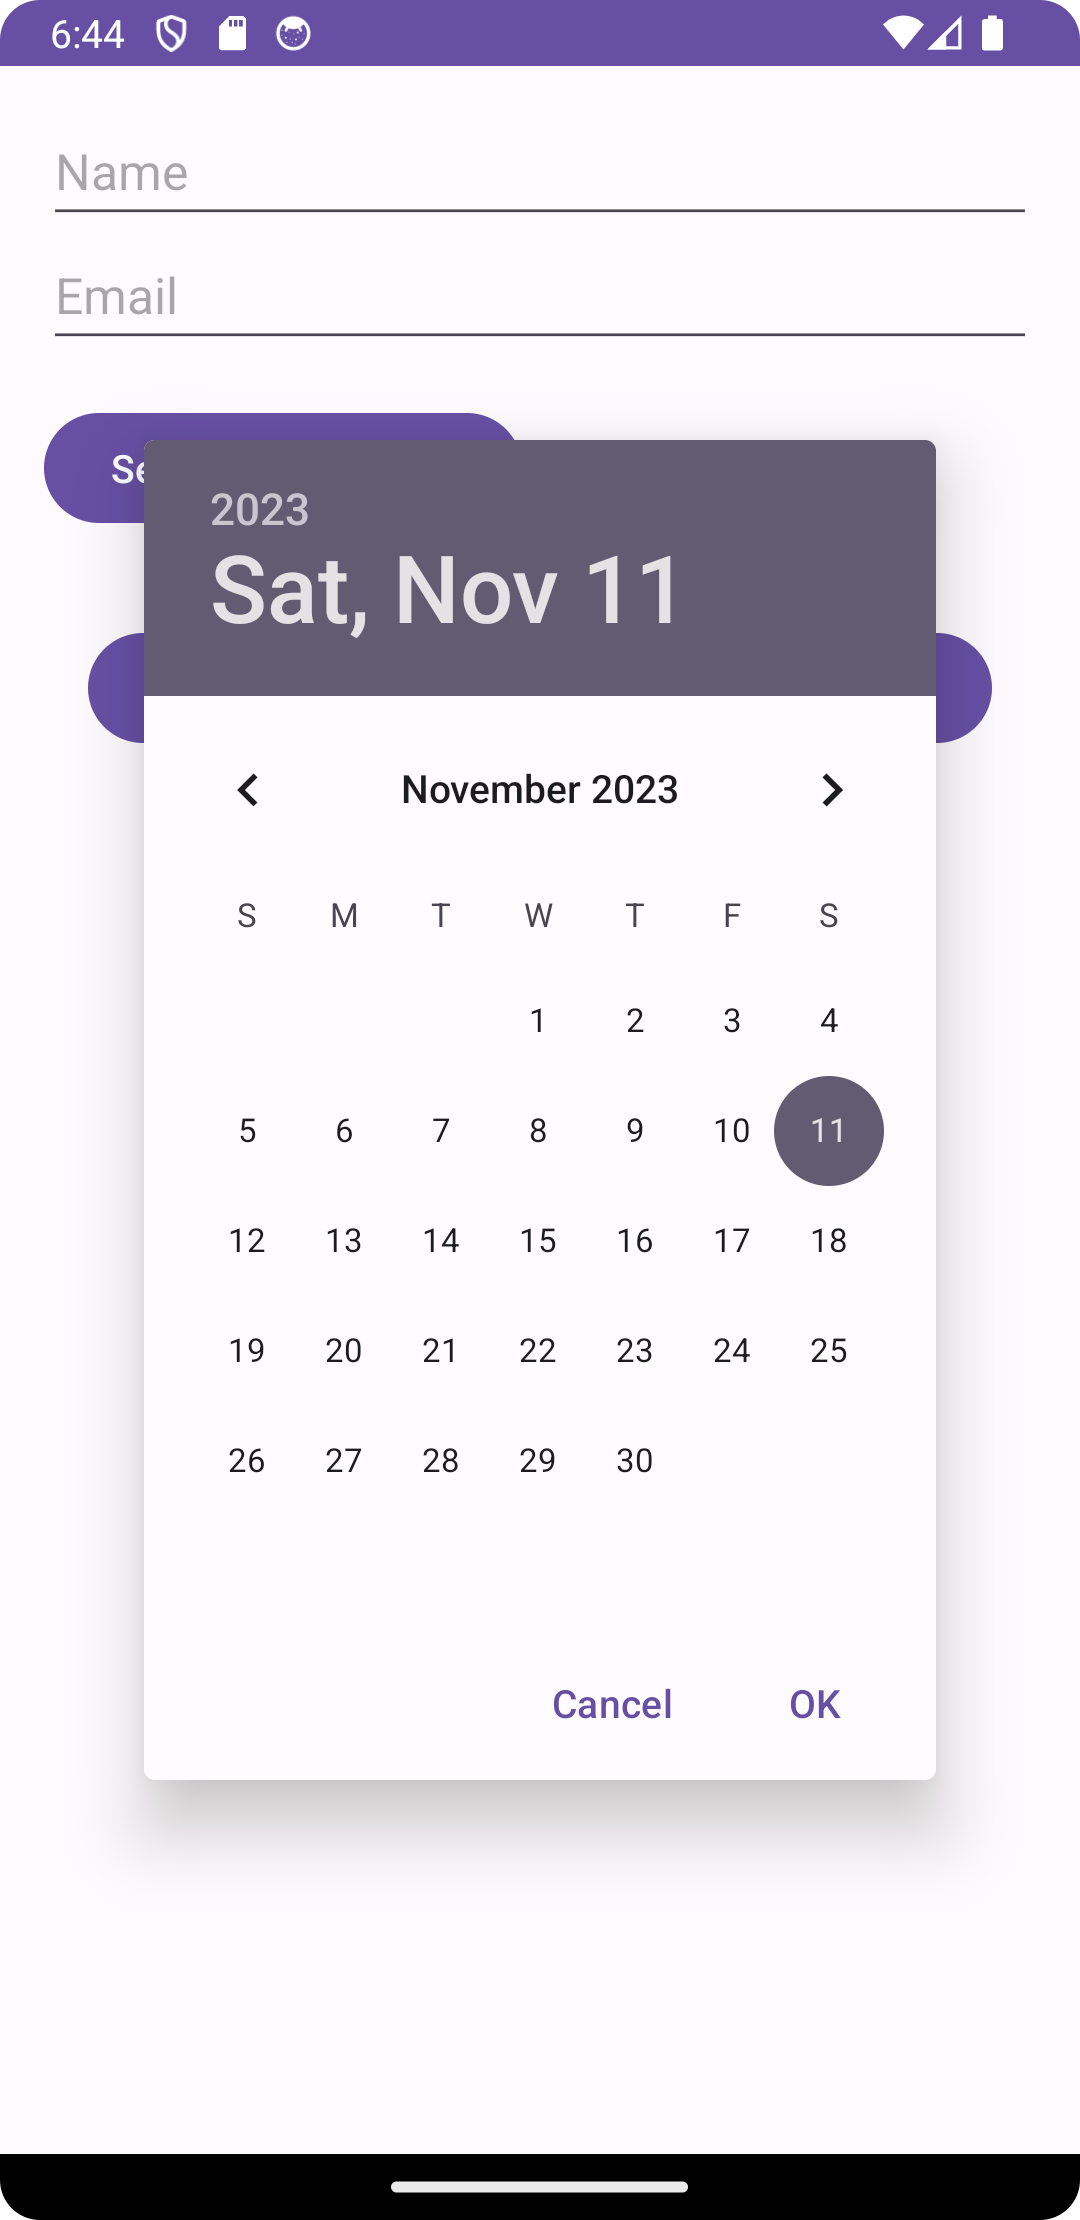 6:44
Name
Email
Se
2023
Sat, Nov 11
November 2023
S M T W T F S
1 2 3 4
5 6 7 8 9 10 11
12 13 14 15 16 17 18
19 20 21 22 23 24 25
26 27 28 29 30
Cancel OK